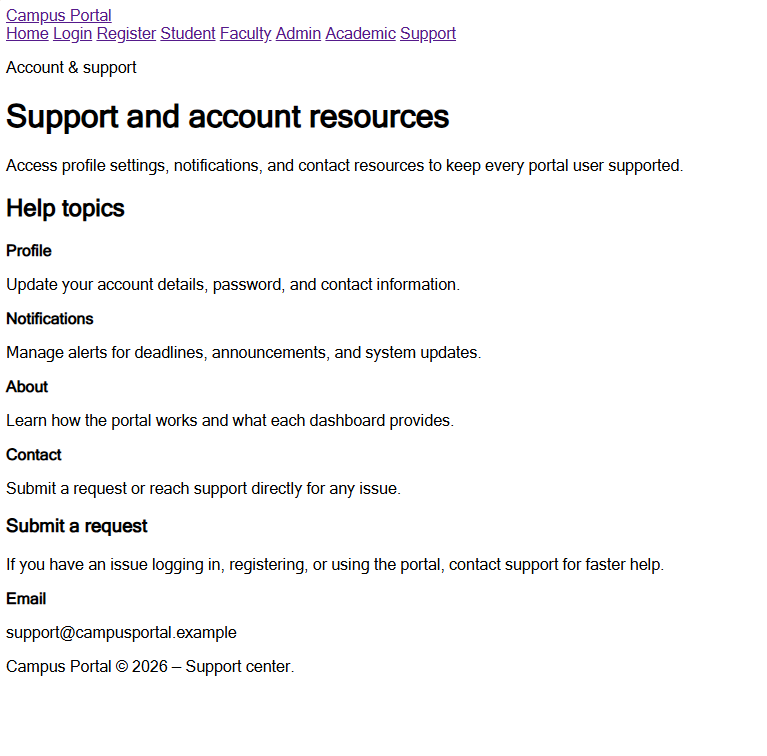 Campus Portal
Home Login Register Student Faculty Admin Academic Support
Account & support
Support and account resources
Access profile settings, notifications, and contact resources to keep every portal user supported.
Help topics
Profile
Update your account details, password, and contact information.
Notifications
Manage alerts for deadlines, announcements, and system updates.
About
Learn how the portal works and what each dashboard provides.
Contact
Submit a request or reach support directly for any issue.
Submit a request
If you have an issue logging in, registering, or using the portal, contact support for faster help.
Email
support@campusportal.example
Campus Portal © 2026 – Support center.